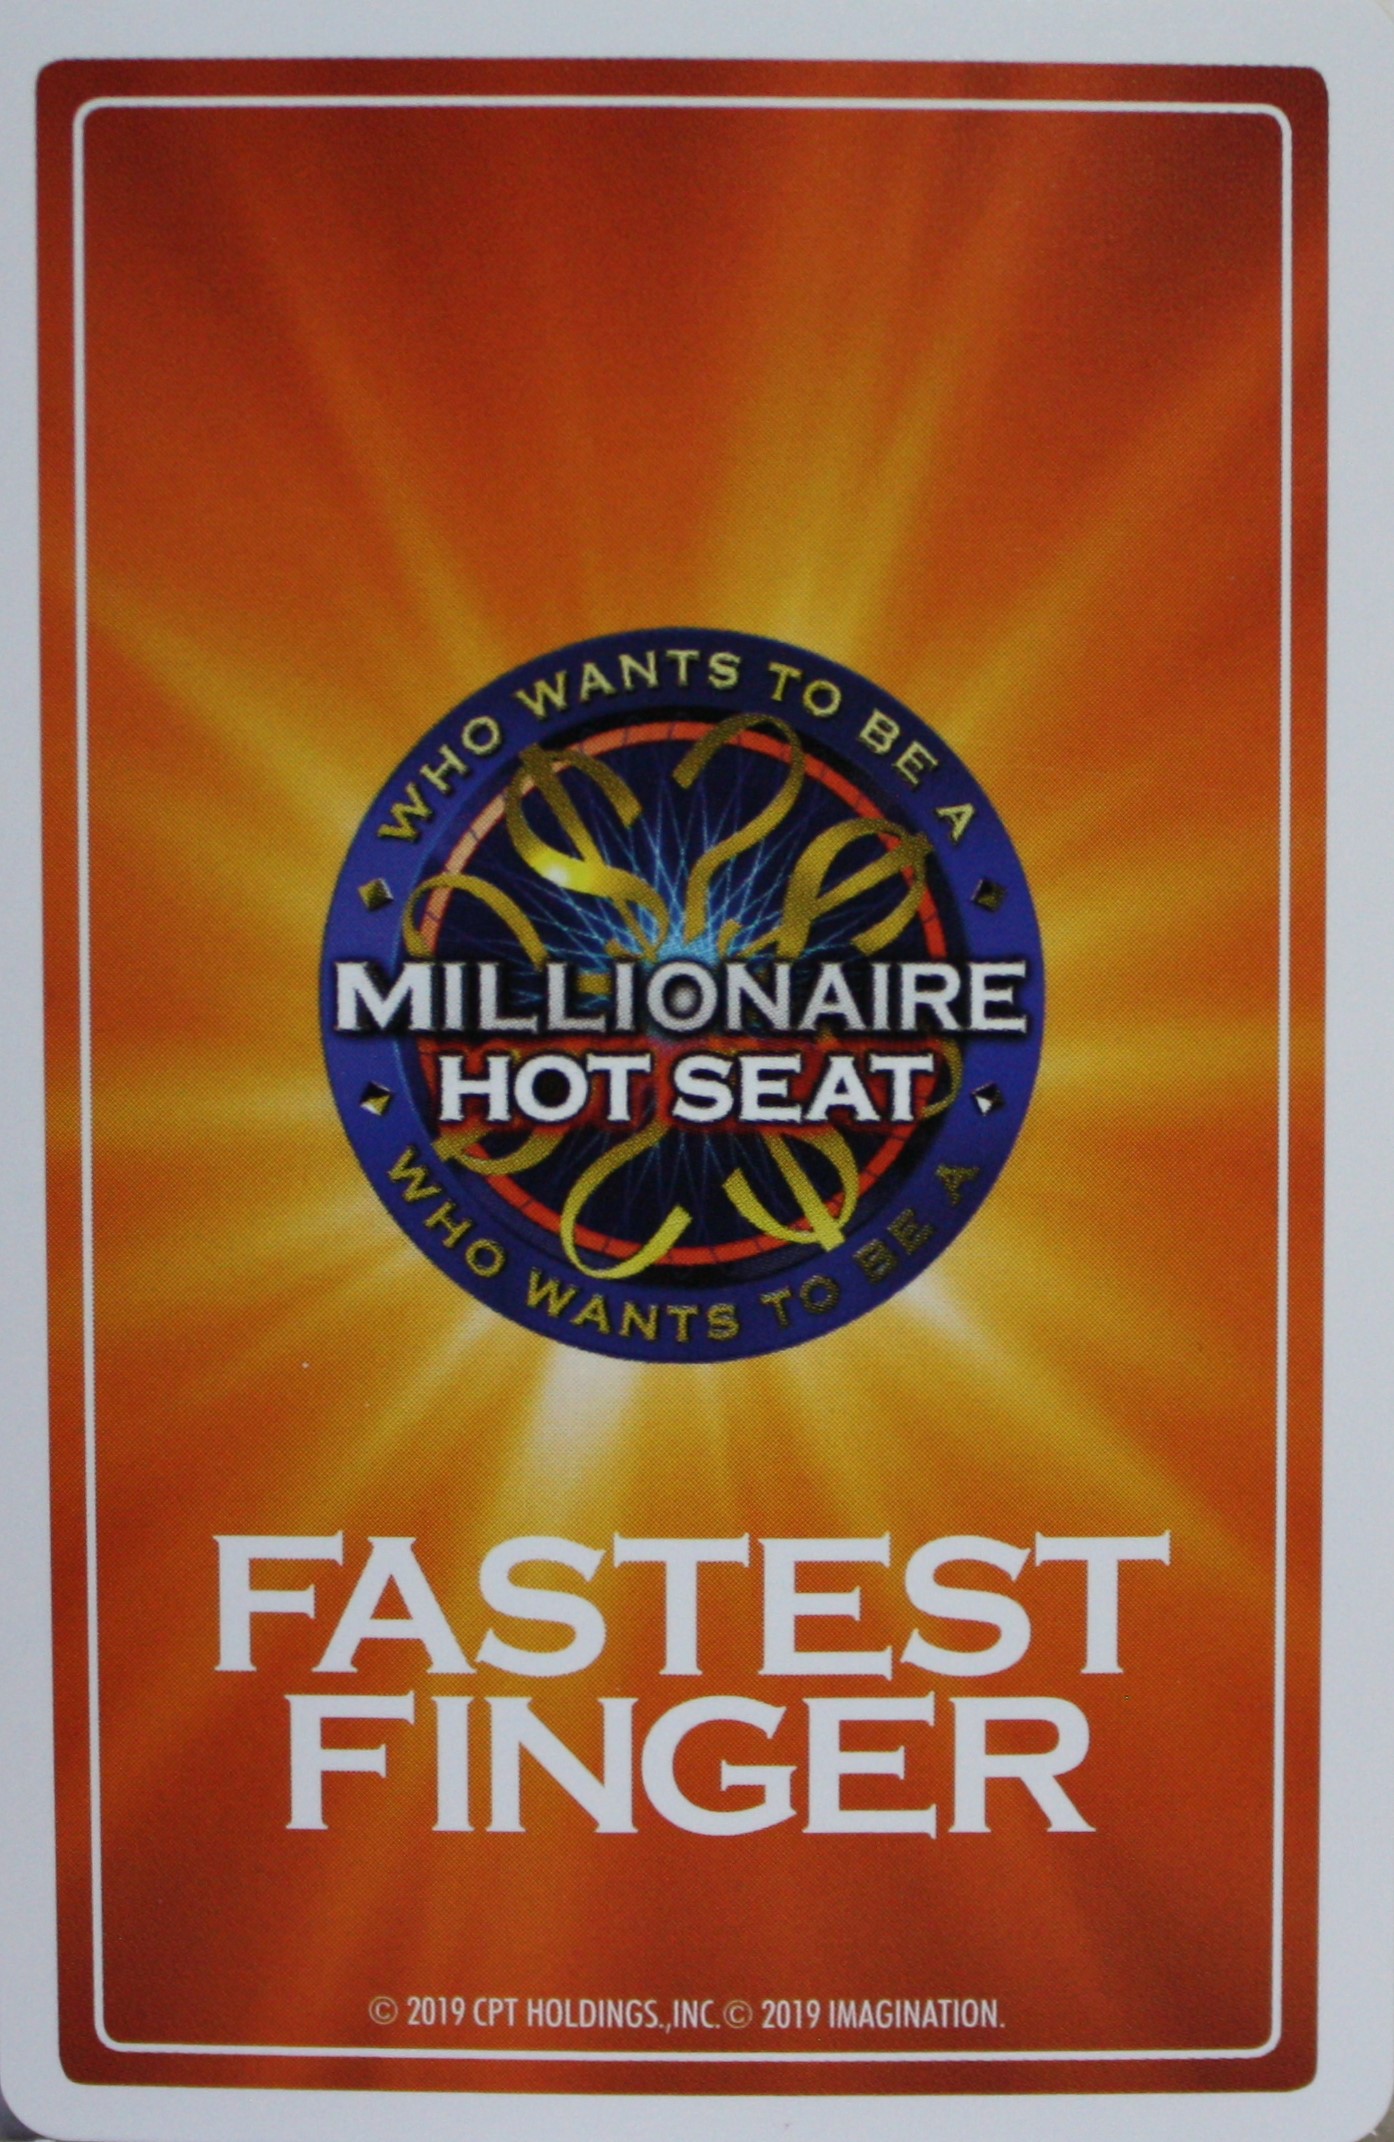 WHO WANTS TO BE A
MILLIONAIRE
HOT SEAT
WHO WANTS TO BE A
FASTEST
FINGER
© 2019 CPT HOLDINGS.,INC.© 2019 IMAGINATION.